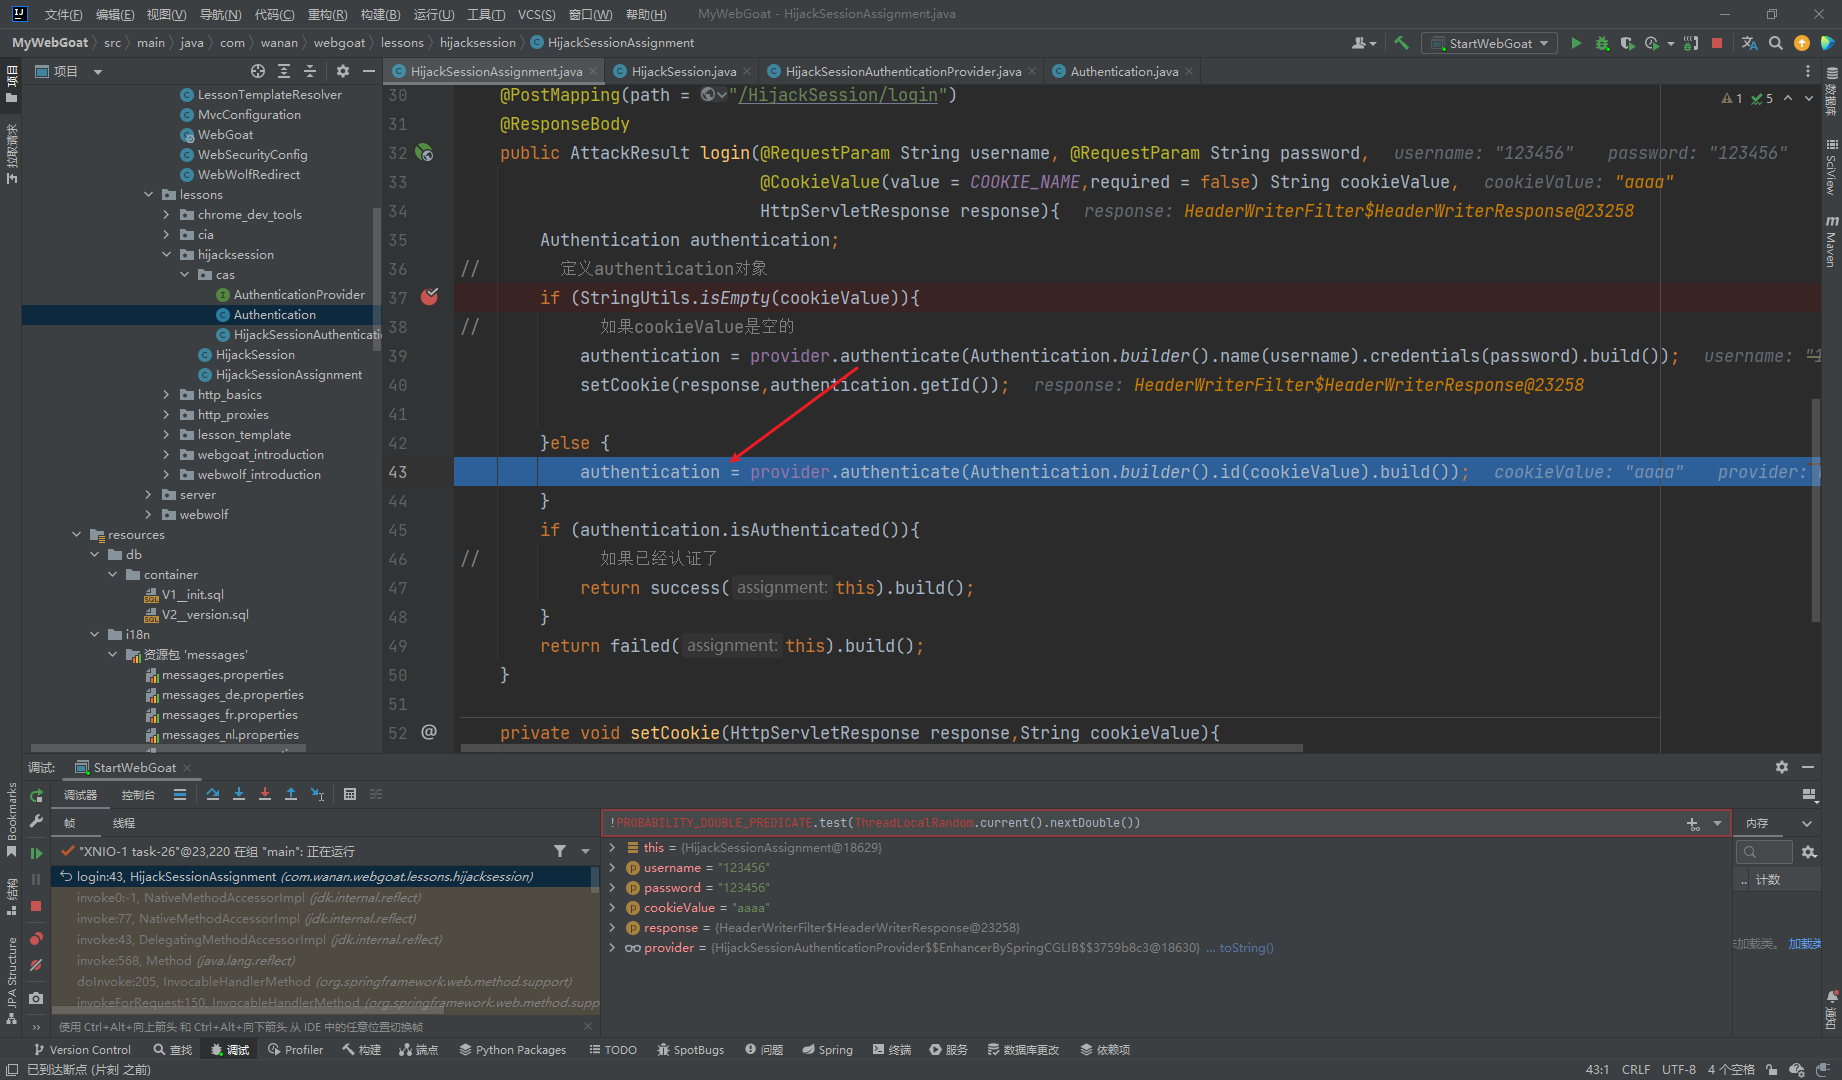 文件(F) 编辑(E) 视图(V) 导航(N) 代码(C) 重构(R) 构建(B) 运行(U) 工具(T) VCS(S) 窗口(W) 帮助(H) MyWebGoat - HijackSessionAssignment.java
MyWebGoat src main java com wanan webgoat lessons hijacksession HijackSessionAssignment StartWebGoat
项目
HijackSessionAssignment.java HijackSession.java HijackSessionAuthenticationProvider.java Authentication.java
项目
拉取请求
LessonTemplateResolver
MvcConfiguration
WebGoat
WebSecurityConfig
WebWolfRedirect
lessons
chrome_dev_tools
cia
hijacksession
cas
AuthenticationProvider
Authentication
HijackSessionAuthenticati
HijackSession
HijackSessionAssignment
http_basics
http_proxies
lesson_template
webgoat_introduction
webwolf_introduction
server
webwolf
resources
db
container
V1__init.sql
V2__version.sql
i18n
资源包 'messages'
messages.properties
messages_de.properties
messages_fr.properties
messages_nl.properties
1 5
30 @PostMapping(path = "/HijackSession/login")
31 @ResponseBody
32 public AttackResult login(@RequestParam String username, @RequestParam String password, username: "123456" password: "123456"
33 @CookieValue(value = COOKIE_NAME,required = false) String cookieValue, cookieValue: "aaaa"
34 HttpServletResponse response){ response: HeaderWriterFilter$HeaderWriterResponse@23258
35 Authentication authentication;
36 // 定义authentication对象
37 if (StringUtils.isEmpty(cookieValue)){
38 // 如果cookieValue是空的
39 authentication = provider.authenticate(Authentication.builder().name(username).credentials(password).build()); username: "1
40 setCookie(response,authentication.getId()); response: HeaderWriterFilter$HeaderWriterResponse@23258
41
42 }else {
43 authentication = provider.authenticate(Authentication.builder().id(cookieValue).build()); cookieValue: "aaaa" provider:
44 }
45 if (authentication.isAuthenticated()){
46 // 如果已经认证了
47 return success( assignment: this).build();
48 }
49 return failed( assignment: this).build();
50 }
51
52 @ private void setCookie(HttpServletResponse response,String cookieValue){
数据库
SciView
Maven
通知
调试: StartWebGoat
调试器 控制台
帧 线程
"XNIO-1 task-26"@23,220 在组 "main": 正在运行
login:43, HijackSessionAssignment (com.wanan.webgoat.lessons.hijacksession)
invoke0:-1, NativeMethodAccessorImpl (jdk.internal.reflect)
invoke:77, NativeMethodAccessorImpl (jdk.internal.reflect)
invoke:43, DelegatingMethodAccessorImpl (jdk.internal.reflect)
invoke:568, Method (java.lang.reflect)
doInvoke:205, InvocableHandlerMethod (org.springframework.web.method.support)
invokeForRequest:150, InvocableHandlerMethod (org.springframework.web.method.supp
使用 Ctrl+Alt+向上箭头 和 Ctrl+Alt+向下箭头 从 IDE 中的任意位置切换帧
!PROBABILITY_DOUBLE_PREDICATE.test(ThreadLocalRandom.current().nextDouble())
this = {HijackSessionAssignment@18629}
username = "123456"
password = "123456"
cookieValue = "aaaa"
response = {HeaderWriterFilter$HeaderWriterResponse@23258}
provider = {HijackSessionAuthenticationProvider$$EnhancerBySpringCGLIB$$3759b8c3@18630} ... toString()
内存
.. 计数
未加载类。 加载类
Bookmarks
结构
JPA Structure
Version Control 查找 调试 Profiler 构建 端点 Python Packages TODO SpotBugs 问题 Spring 终端 服务 数据库更改 依赖项
已到达断点 (片刻 之前) 43:1 CRLF UTF-8 4 个空格